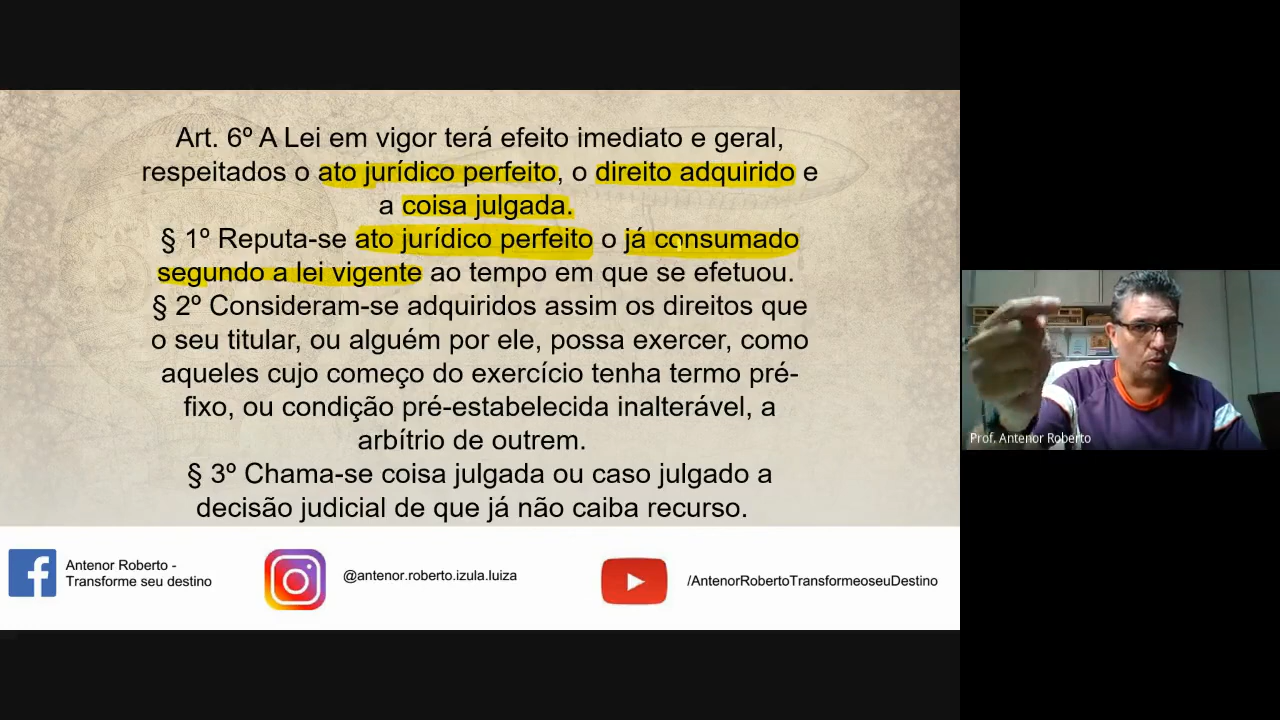 Art. 6º A Lei em vigor terá efeito imediato e geral,
respeitados o ato jurídico perfeito, o direito adquirido e
a coisa julgada.
§ 1º Reputa-se ato jurídico perfeito o já consumado
segundo a lei vigente ao tempo em que se efetuou.
§ 2º Consideram-se adquiridos assim os direitos que
o seu titular, ou alguém por ele, possa exercer, como
aqueles cujo começo do exercício tenha termo pré-
fixo, ou condição pré-estabelecida inalterável, a
arbítrio de outrem.
§ 3º Chama-se coisa julgada ou caso julgado a
decisão judicial de que já não caiba recurso.
Antenor Roberto -
Transforme seu destino
@antenor.roberto.izula.luiza
/AntenorRobertoTransformeoseuDestino
Prof. Antenor Roberto